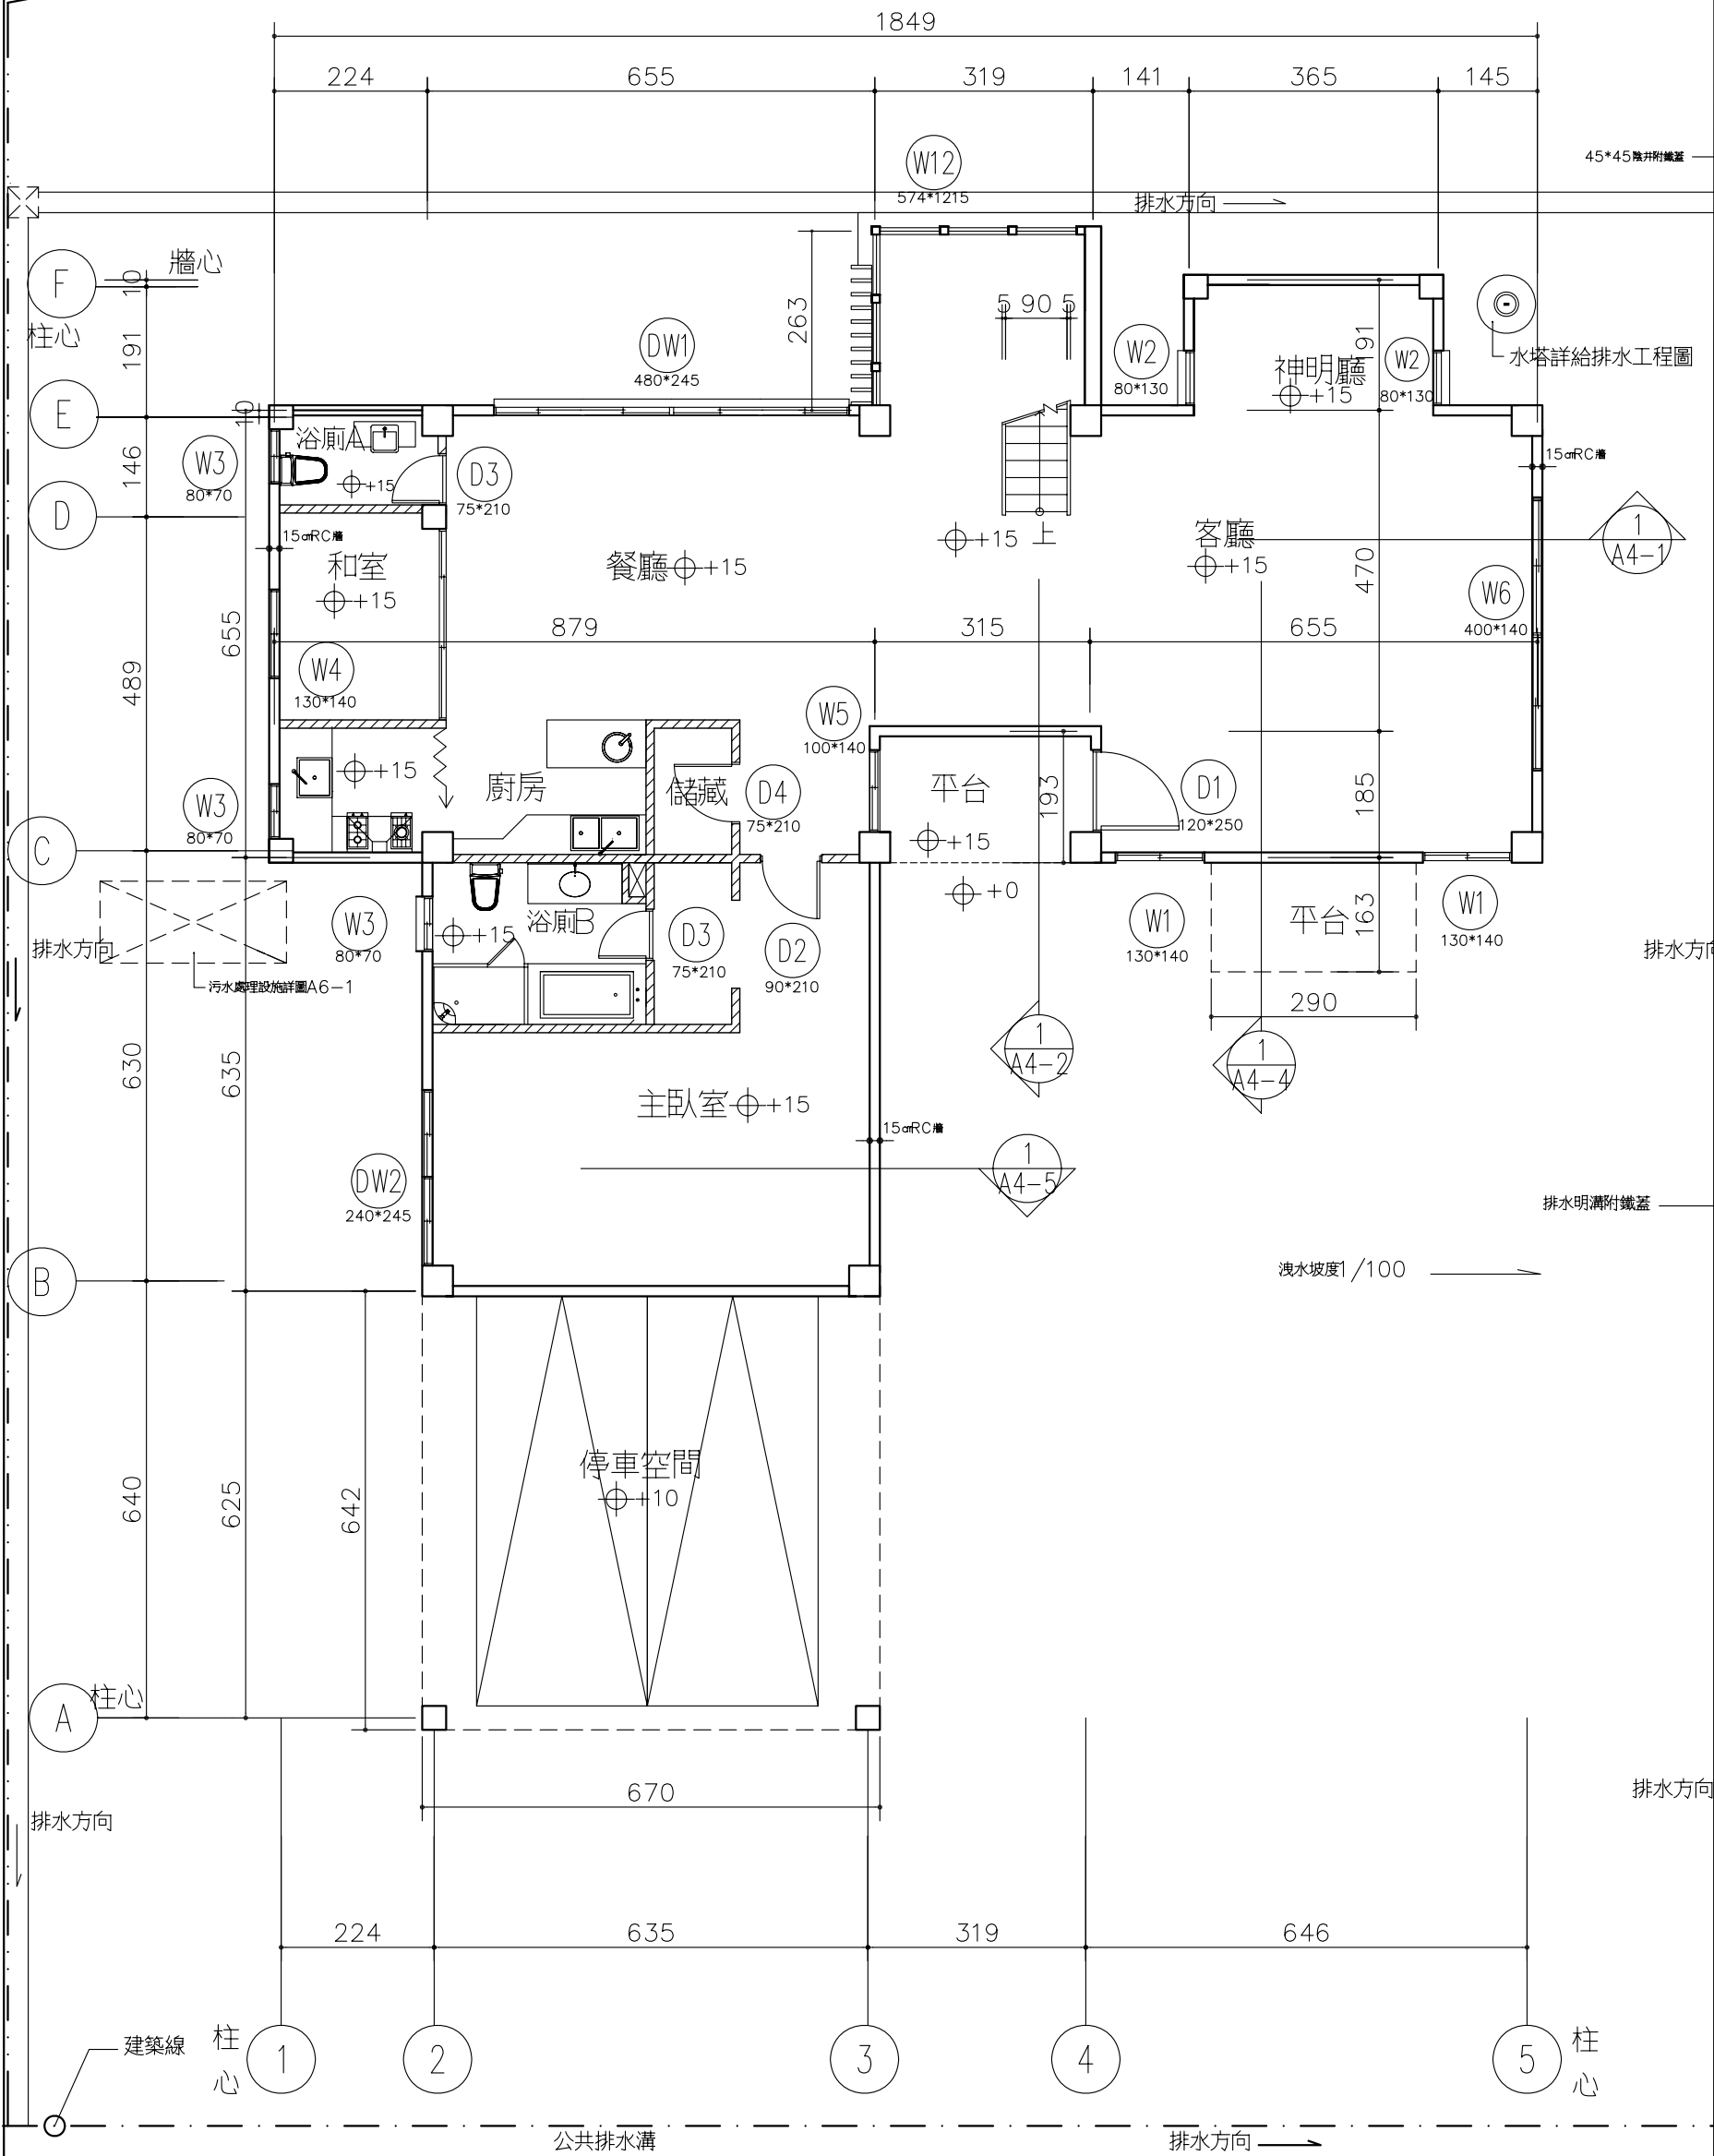 1849
224
655
319
141
365
145
W12
574*1215
45*45陰井附鐵蓋
排水方向
F
牆心
柱心
10
191
263
5 90 5
DW1
480*245
W2
80*130
神明廳
+15
191
W2
80*130
水塔詳給排水工程圖
E
10
浴廁A
+15
W3
80*70
D3
75*210
146
D
15cmRC牆
15cmRC牆
和室
+15
餐廳
+15
+15
上
客廳
+15
470
1
A4-1
W6
400*140
655
489
879
315
655
W4
130*140
W5
100*140
+15
廚房
儲藏
D4
75*210
平台
+15
193
D1
120*250
185
W3
80*70
C
+0
W3
80*70
+15
浴廁B
D3
75*210
D2
90*210
W1
130*140
平台
163
W1
130*140
排水方向
排水方向
污水處理設施詳圖A6-1
290
1
A4-2
1
A4-4
630
635
主臥室
+15
15cmRC牆
1
A4-5
DW2
240*245
排水明溝附鐵蓋
洩水坡度1/100
B
640
625
642
停車空間
+10
A
柱心
670
排水方向
排水方向
224
635
319
646
建築線
柱心
1
2
3
4
5
柱心
公共排水溝
排水方向